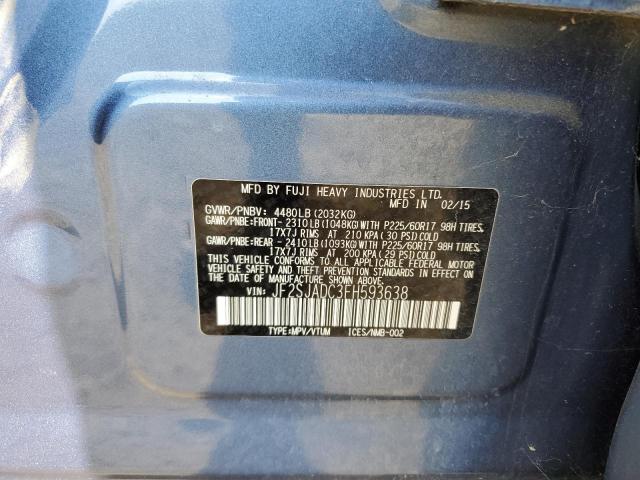 MFD BY FUJI HEAVY INDUSTRIES LTD.
MFD IN 02/15
GVWR/PNBV: 4480LB(2032KG)
GAWR/PNBE:FRONT- 2310LB(1048KG)WITH P225/60R17 98H TIRES,
17X7J RIMS AT 210 KPA(30 PSI)COLD
GAWR/PNBE:REAR -2410LB(1093KG)WITH P225/60R17 98H TIRES,
17X7J RIMS AT 200 KPA(29 PSI)COLD
THIS VEHICLE CONFORMS TO ALL APPLICABLE FEDERAL
MOTOR VEHICLE SAFETY, BUMPER, AND THEFT PREVENTION
STANDARDS IN EFFECT ON THE DATE OF
MANUFACTURE SHOWN ABOVE.
VIN: JF2SJADC3FH593638
TYPE:MPV/VTUM ICES/NMB-002